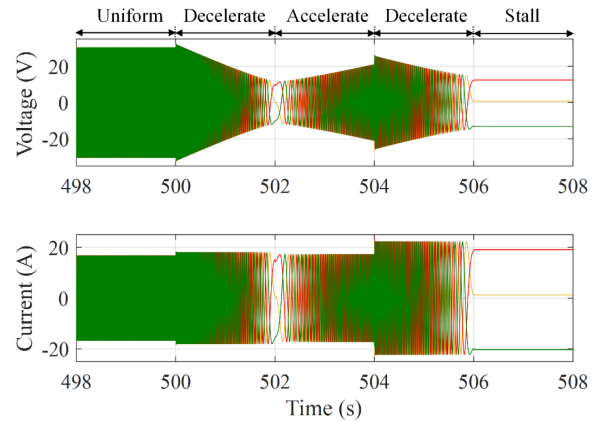 Uniform Decelerate Accelerate Decelerate Stall
Voltage (V)
20
0
-20
498 500 502 504 506 508
Current (A)
20
0
-20
498 500 502 504 506 508
Time (s)